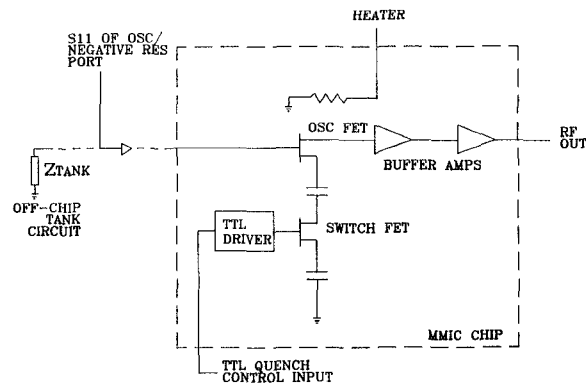 HEATER
S11 OF OSC/
NEGATIVE RES
PORT
OSC FET
RF
OUT
BUFFER AMPS
ZTANK
OFF-CHIP
TANK
CIRCUIT
TTL
DRIVER
SWITCH FET
MMIC CHIP
TTL QUENCH
CONTROL INPUT